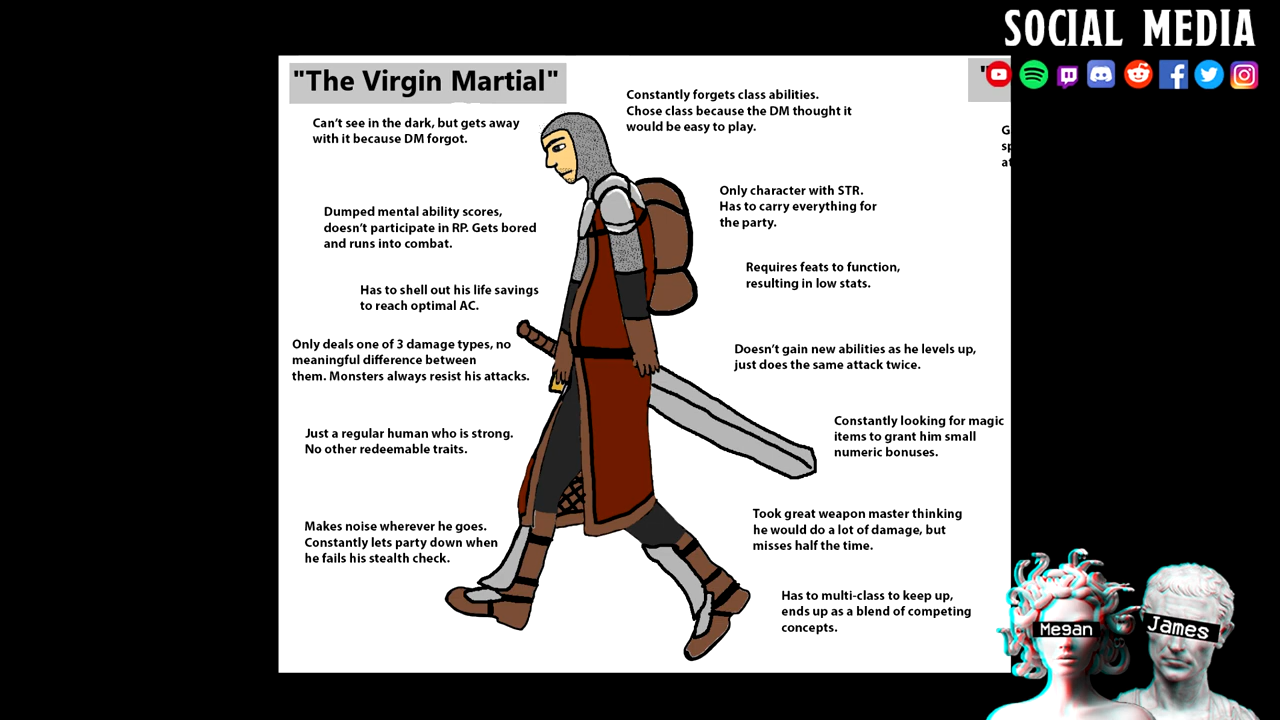 SOCIAL MEDIA
"The Virgin Martial"
"
Can't see in the dark, but gets away
with it because DM forgot.
Constantly forgets class abilities.
Chose class because the DM thought it
would be easy to play.
G
sp
at
Dumped mental ability scores,
doesn't participate in RP. Gets bored
and runs into combat.
Only character with STR.
Has to carry everything for
the party.
Has to shell out his life savings
to reach optimal AC.
Requires feats to function,
resulting in low stats.
Only deals one of 3 damage types, no
meaningful difference between
them. Monsters always resist his attacks.
Doesn't gain new abilities as he levels up,
just does the same attack twice.
Just a regular human who is strong.
No other redeemable traits.
Constantly looking for magic
items to grant him small
numeric bonuses.
Makes noise wherever he goes.
Constantly lets party down when
he fails his stealth check.
Took great weapon master thinking
he would do a lot of damage, but
misses half the time.
Has to multi-class to keep up,
ends up as a blend of competing
concepts.
Megan
James